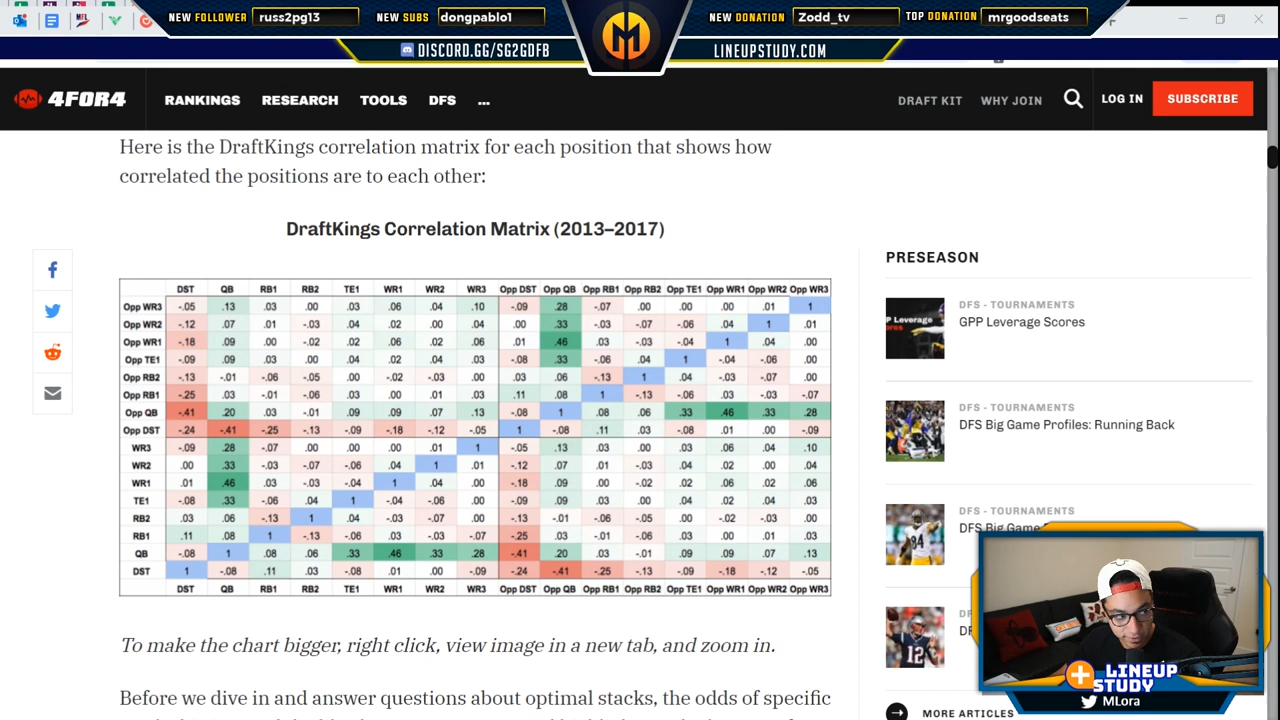 NEW FOLLOWER russ2pg13 NEW SUBS dongpablo1 NEW DONATION Zodd_tv TOP DONATION mrgoodseats
DISCORD.GG/SG2GDFB LINEUPSTUDY.COM
4FOR4 RANKINGS RESEARCH TOOLS DFS ... DRAFT KIT WHY JOIN LOG IN SUBSCRIBE
Here is the DraftKings correlation matrix for each position that shows how
correlated the positions are to each other:
DraftKings Correlation Matrix (2013–2017)
DST QB RB1 RB2 TE1 WR1 WR2 WR3 Opp DST Opp QB Opp RB1 Opp RB2 Opp TE1 Opp WR1 Opp WR2 Opp WR3
Opp WR3 -.05 .13 .03 .00 .03 .06 .04 .10 -.09 .28 -.07 .00 .00 .00 .01 1
Opp WR2 -.12 .07 .01 -.03 .04 .02 .00 .04 .00 .33 -.03 -.07 -.06 .04 1 .01
Opp WR1 -.18 .09 .00 -.02 .02 .06 .02 .06 .01 .46 .03 -.03 -.04 1 .04 .00
Opp TE1 -.09 .09 .03 .00 .04 .02 .04 .03 -.08 .33 -.06 .04 1 -.04 -.06 .00
Opp RB2 -.13 -.01 -.06 -.05 .00 -.02 -.03 .00 .03 .06 -.13 1 .04 -.03 -.07 .00
Opp RB1 -.25 .03 -.01 -.06 .03 .00 .01 .03 .11 .08 1 -.13 -.06 .03 -.03 -.07
Opp QB -.41 .20 .03 -.01 .09 .09 .07 .13 -.08 1 .08 .06 .33 .46 .33 .28
Opp DST -.24 -.41 -.25 -.13 -.09 -.18 -.12 -.05 1 -.08 .11 .03 -.08 .01 .00 -.09
WR3 -.09 .28 -.07 .00 .00 .00 .01 1 -.05 .13 .03 .00 .03 .06 .04 .10
WR2 .00 .33 -.03 -.07 -.06 .04 1 .01 -.12 .07 .01 -.03 .04 .02 .00 .04
WR1 .01 .46 .03 -.03 -.04 1 .04 .00 -.18 .09 .00 -.02 .02 .06 .02 .06
TE1 -.08 .33 -.06 .04 1 -.04 -.06 .00 -.09 .09 .03 .00 .04 .02 .04 .03
RB2 .03 .06 -.13 1 .04 -.03 -.07 .00 -.13 -.01 -.06 -.05 .00 -.02 -.03 .00
RB1 .11 .08 1 -.13 -.06 .03 -.03 -.07 -.25 .03 -.01 -.06 .03 .00 .01 .03
QB -.08 1 .08 .06 .33 .46 .33 .28 -.41 .20 .03 -.01 .09 .09 .07 .13
DST 1 -.08 .11 .03 -.08 .01 .00 -.09 -.24 -.41 -.25 -.13 -.09 -.18 -.12 -.05
DST QB RB1 RB2 TE1 WR1 WR2 WR3 Opp DST Opp QB Opp RB1 Opp RB2 Opp TE1 Opp WR1 Opp WR2 Opp WR3
To make the chart bigger, right click, view image in a new tab, and zoom in.
Before we dive in and answer questions about optimal stacks, the odds of specific
PRESEASON
DFS - TOURNAMENTS
GPP Leverage Scores
DFS - TOURNAMENTS
DFS Big Game Profiles: Running Back
DFS Big Game
MORE ARTICLES
LINEUP
STUDY
MLora